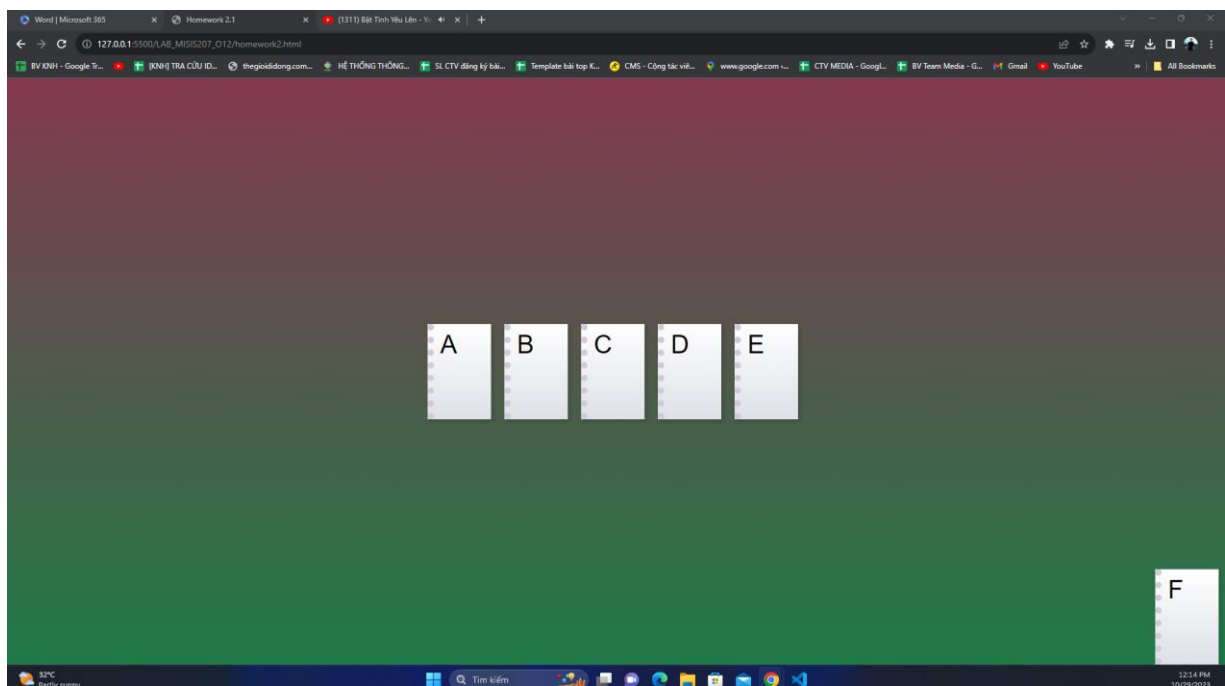 Word | Microsoft 365
Homework 2.1
(1311) Bật Tình Yêu Lên - Yo
127.0.0.1:5500/LAB_MISIS207_O12/homework2.html
BV KNH - Google Tr...
[KNH] TRA CỨU ID...
thegioididong.com...
HỆ THỐNG THÔNG...
SL CTV đăng ký bài...
Template bài top K...
CMS - Cộng tác viê...
www.google.com
CTV MEDIA - Googl...
BV Team Media - G...
Gmail
YouTube
All Bookmarks
A B C D E
F
32°C
Partly sunny
Tìm kiếm
12:14 PM
10/29/2023